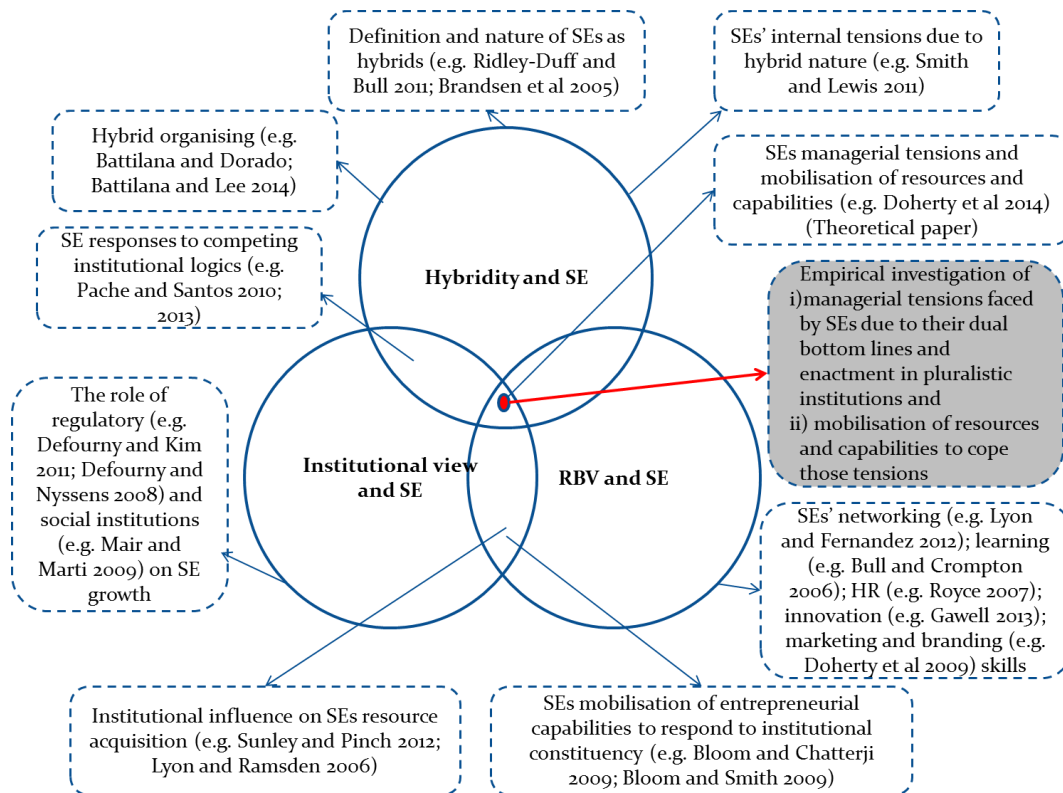 Definition and nature of SEs as
hybrids (e.g. Ridley-Duff and
Bull 2011; Brandsen et al 2005)
SEs' internal tensions due to
hybrid nature (e.g. Smith
and Lewis 2011)
Hybrid organising (e.g.
Battilana and Dorado;
Battilana and Lee 2014)
SEs managerial tensions and
mobilisation of resources and
capabilities (e.g. Doherty et al 2014)
(Theoretical paper)
SE responses to competing
institutional logics (e.g.
Pache and Santos 2010;
2013)
Hybridity and SE
Empirical investigation of
i)managerial tensions faced
by SEs due to their dual
bottom lines and
enactment in pluralistic
institutions and
ii) mobilisation of resources
and capabilities to cope
those tensions
The role of
regulatory (e.g.
Defourny and Kim
2011; Defourny and
Nyssens 2008) and
social institutions
(e.g. Mair and
Marti 2009) on SE
growth
Institutional view
and SE
RBV and SE
SEs' networking (e.g. Lyon
and Fernandez 2012); learning
(e.g. Bull and Crompton
2006); HR (e.g. Royce 2007);
innovation (e.g. Gawell 2013);
marketing and branding (e.g.
Doherty et al 2009) skills
Institutional influence on SEs resource
acquisition (e.g. Sunley and Pinch 2012;
Lyon and Ramsden 2006)
SEs mobilisation of entrepreneurial
capabilities to respond to institutional
constituency (e.g. Bloom and Chatterji
2009; Bloom and Smith 2009)